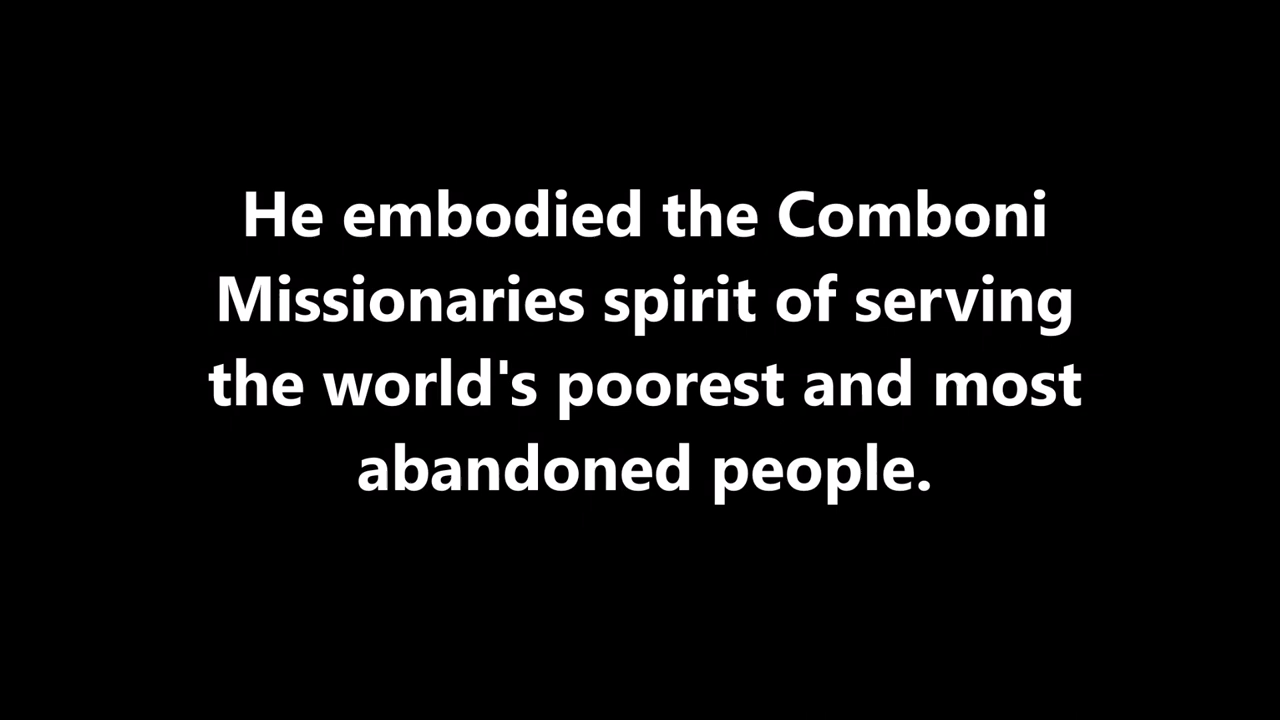 He embodied the Comboni
Missionaries spirit of serving
the world's poorest and most
abandoned people.